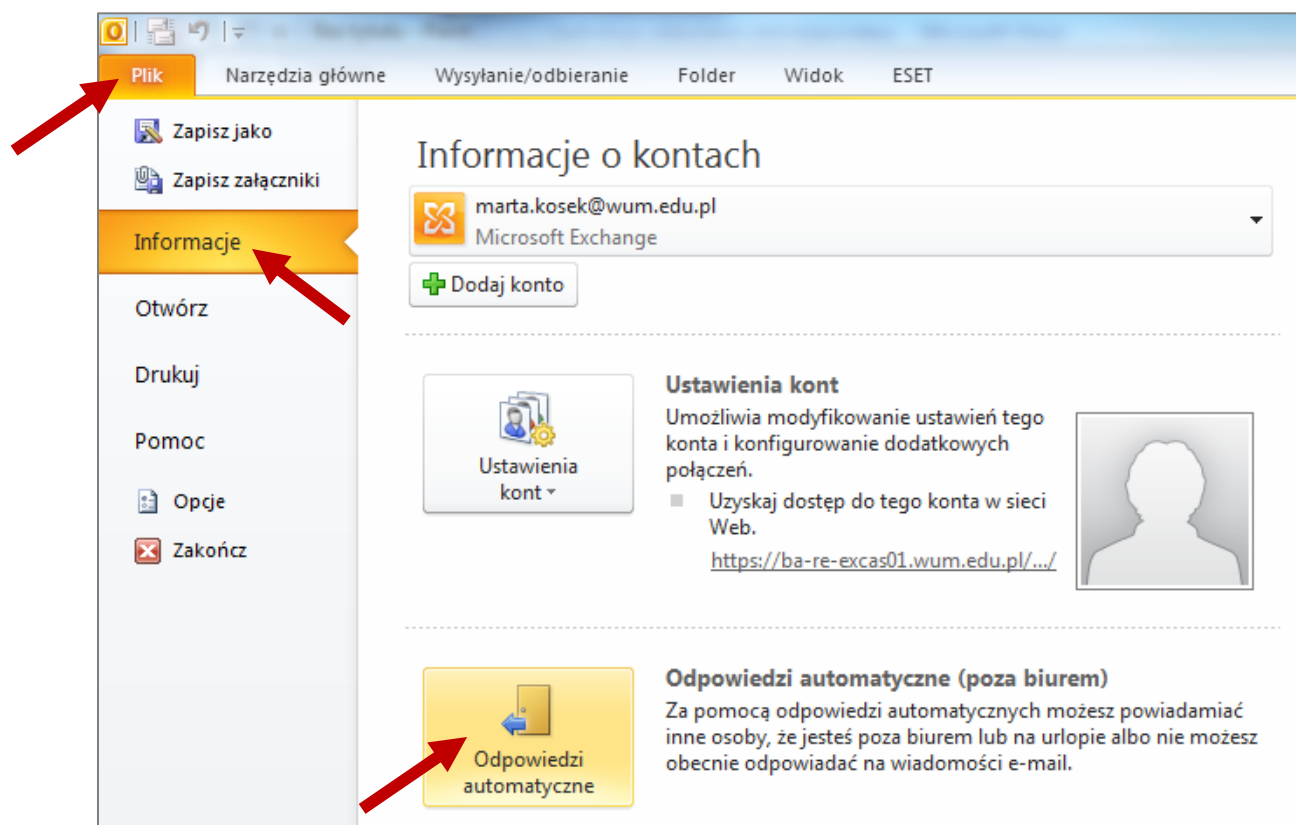 Plik Narzędzia główne Wysyłanie/odbieranie Folder Widok ESET
Zapisz jako
Zapisz załączniki
Informacje
Otwórz
Drukuj
Pomoc
Opcje
Zakończ
Informacje o kontach
marta.kosek@wum.edu.pl
Microsoft Exchange
Dodaj konto
Ustawienia
kont
Ustawienia kont
Umożliwia modyfikowanie ustawień tego
konta i konfigurowanie dodatkowych
połączeń.
Uzyskaj dostęp do tego konta w sieci
Web.
https://ba-re-excas01.wum.edu.pl/.../
Odpowiedzi
automatyczne
Odpowiedzi automatyczne (poza biurem)
Za pomocą odpowiedzi automatycznych możesz powiadamiać
inne osoby, że jesteś poza biurem lub na urlopie albo nie możesz
obecnie odpowiadać na wiadomości e-mail.